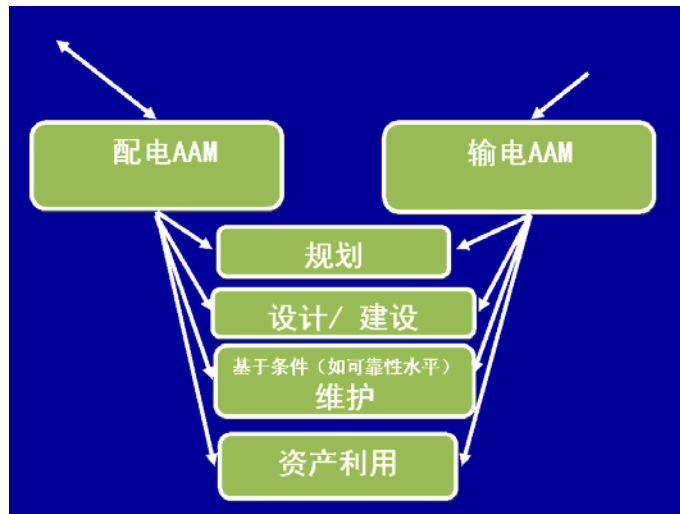 配电AAM
输电AAM
规划
设计/ 建设
基于条件（如可靠性水平）
维护
资产利用